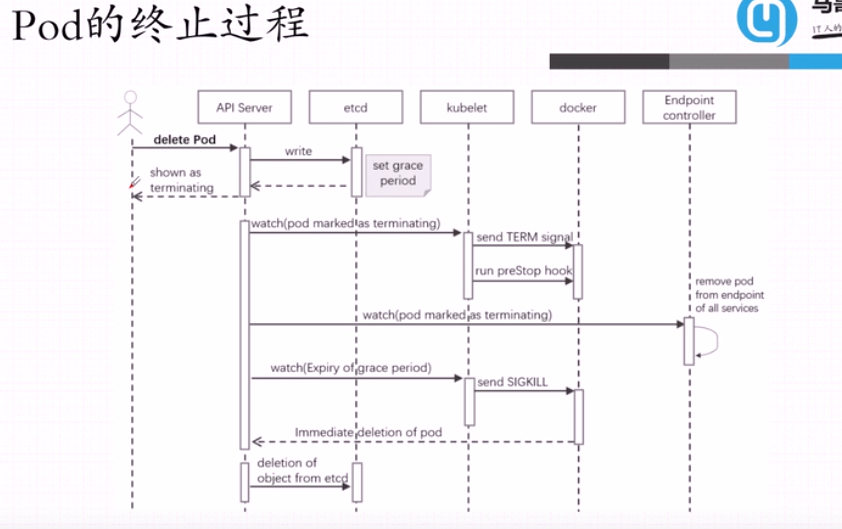 Pod的终止过程
马哥
IT人的
API Server
etcd
kubelet
docker
Endpoint
controller
delete Pod
write
set grace
period
shown as
terminating
watch(pod marked as terminating)
send TERM signal
run preStop hook
remove pod
from endpoint
of all services
watch(pod marked as terminating)
watch(Expiry of grace period)
send SIGKILL
Immediate deletion of pod
deletion of
object from etcd